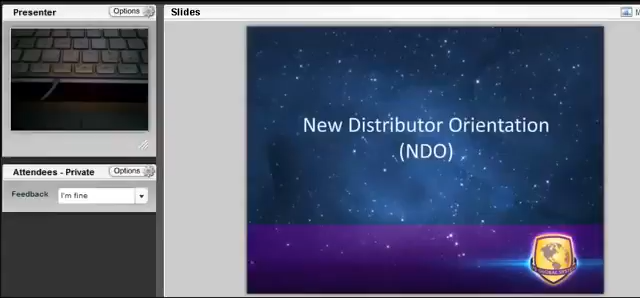 Presenter
Options
Slides
New Distributor Orientation
(NDO)
Attendees - Private
Options
Feedback
I'm fine